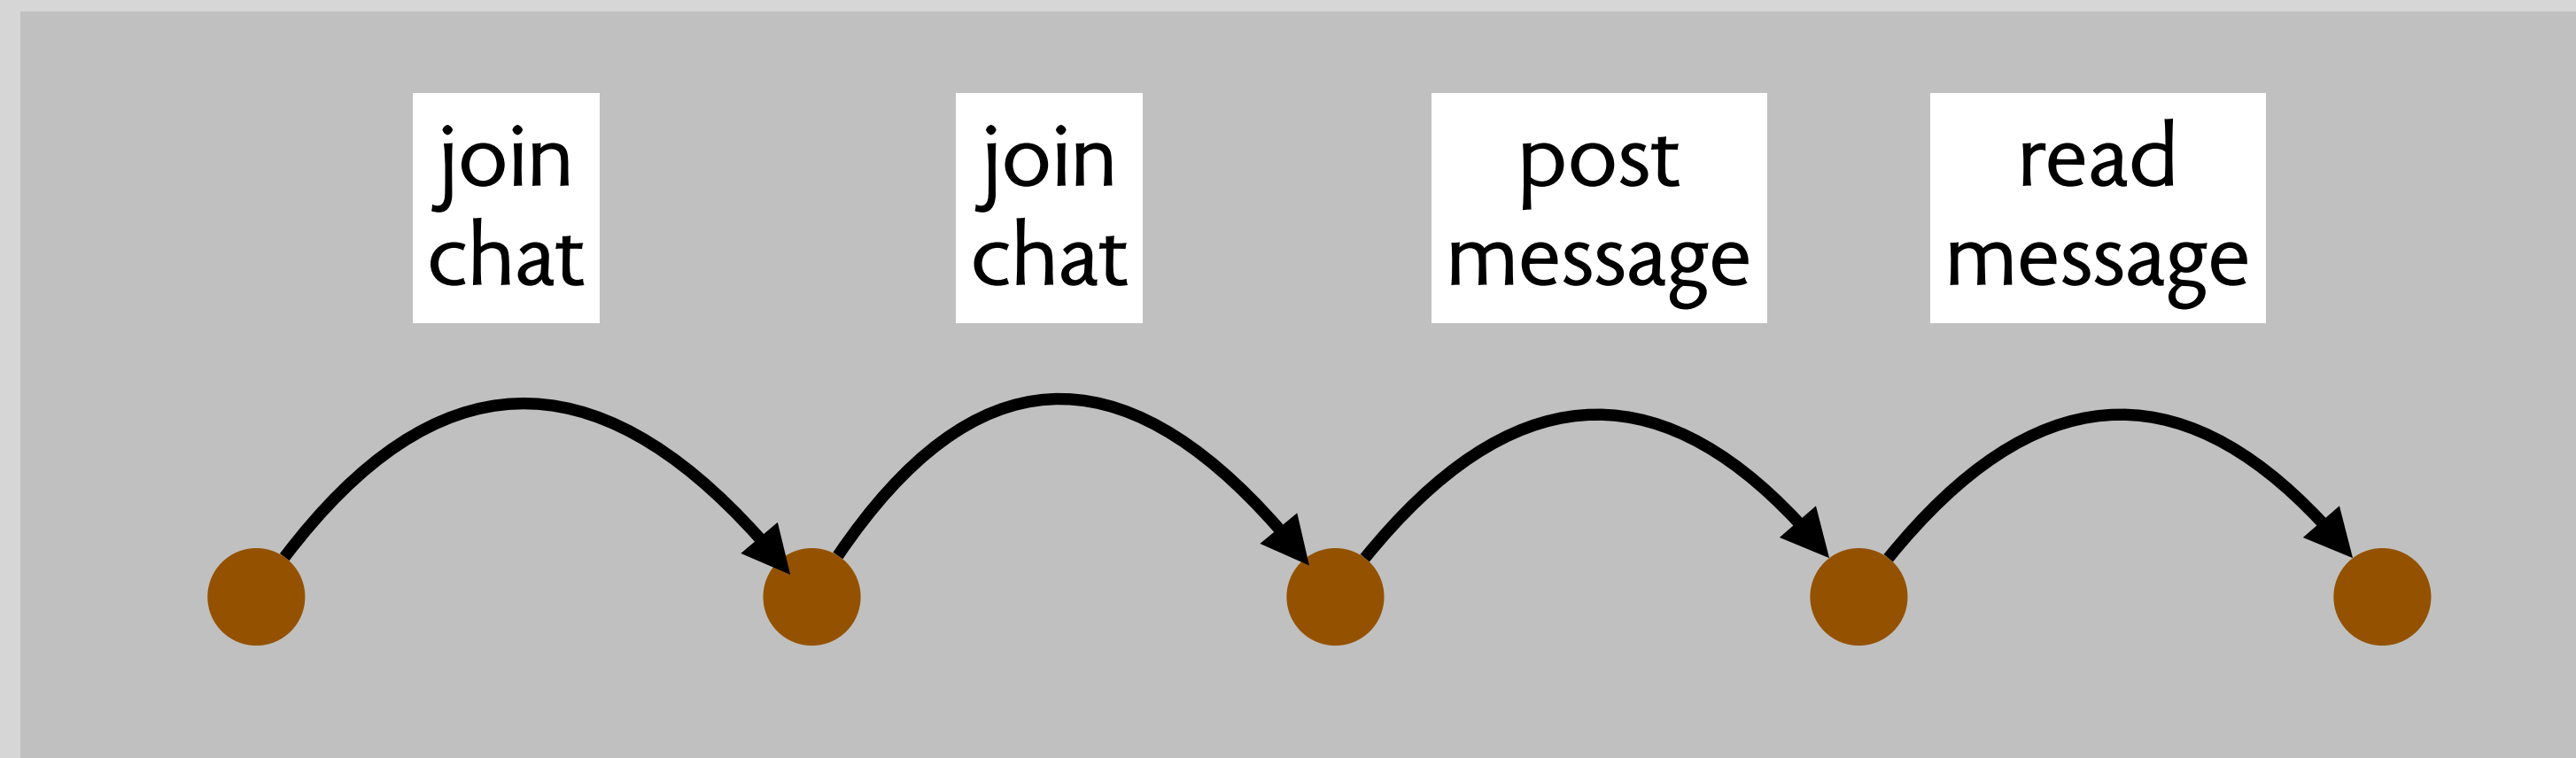 join
chat
join
chat
post
message
read
message